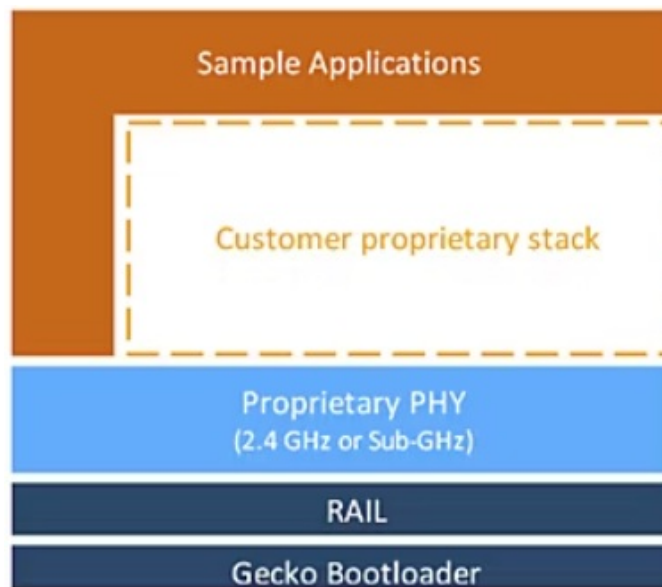 Sample Applications
Customer proprietary stack
Proprietary PHY
(2.4 GHz or Sub-GHz)
RAIL
Gecko Bootloader